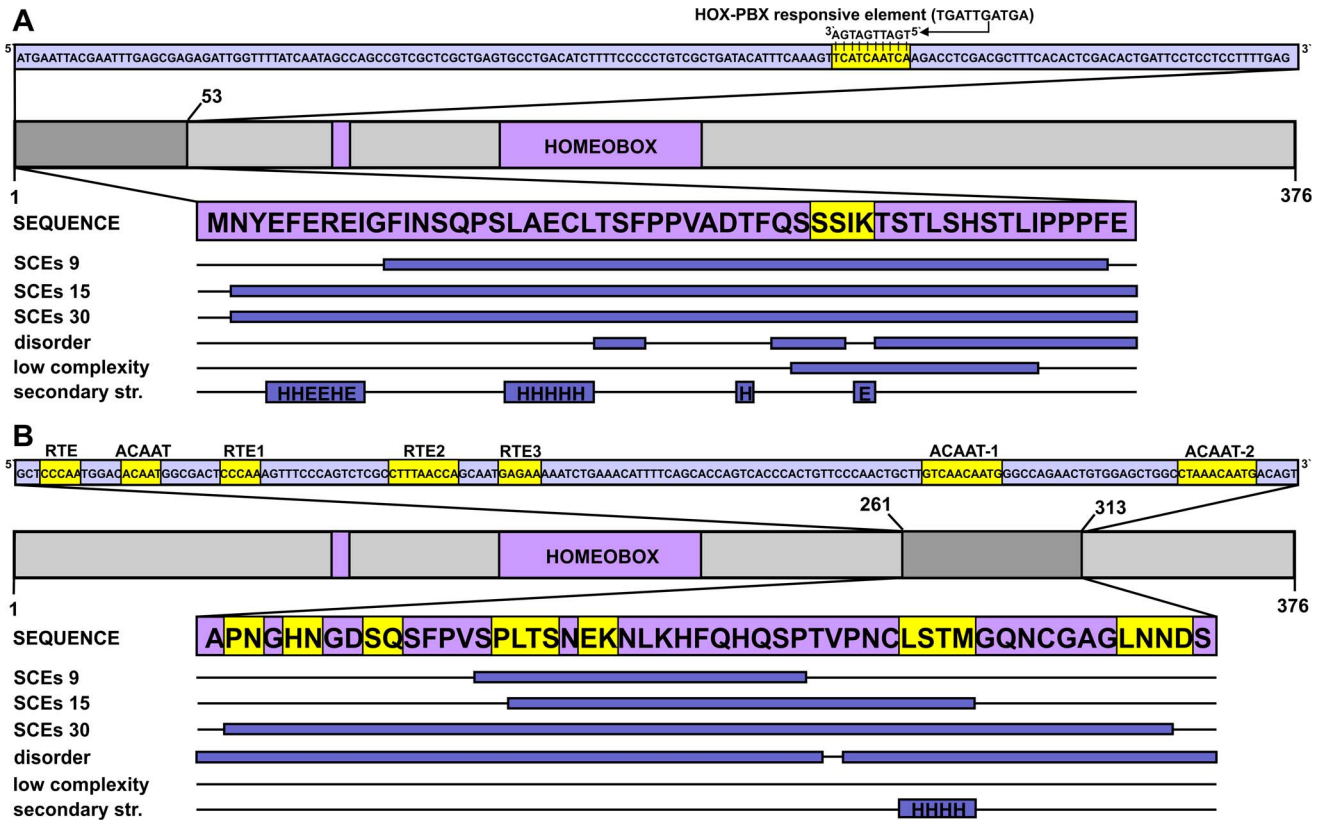 A
HOX-PBX responsive element (TGATTGATGA)
3`AGTAGTTAGT5`
5` ATGAATTACGAATTTGAGCGAGAGATTGGTTTTATCAATAGCCAGCCGTCGCTCGCTGAGTGCCTGACATCTTTTCCCCCTGTCGCTGATACATTTCAAAGTTCATCAATCAAGACCTCGACGCTTTCACACTCGACACTGATTCCTCCTCCTTTTGAG 3`
53
HOMEOBOX
1 376
SEQUENCE MNYEFEREIGFINSQPSLAECLTSFPPVADTFQSSSIKTSTLSHSTLIPPPFE
SCEs 9
SCEs 15
SCEs 30
disorder
low complexity
secondary str. HHEEHE HHHHH H E
B
RTE ACAAT RTE1 RTE2 RTE3 ACAAT-1 ACAAT-2
5` GCTCCCAATGGACACAATGGCGACTCCCAAAGTTTCCCAGTCTCGCCTTTAACCAGCAATGAGAAAAATCTGAAACATTTTCAGCACCAGTCACCCACTGTTCCCAACTGCTTGTCAACAATGGGCCAGAACTGTGGAGCTGGCCTAAACAATGACAGT 3`
261 313
HOMEOBOX
1 376
SEQUENCE APNGHNGDSQSFPVSPLTSNEKNLKHFQHQSPTVPNCLSTMGQNCGAGLNNDS
SCEs 9
SCEs 15
SCEs 30
disorder
low complexity
secondary str. HHHH